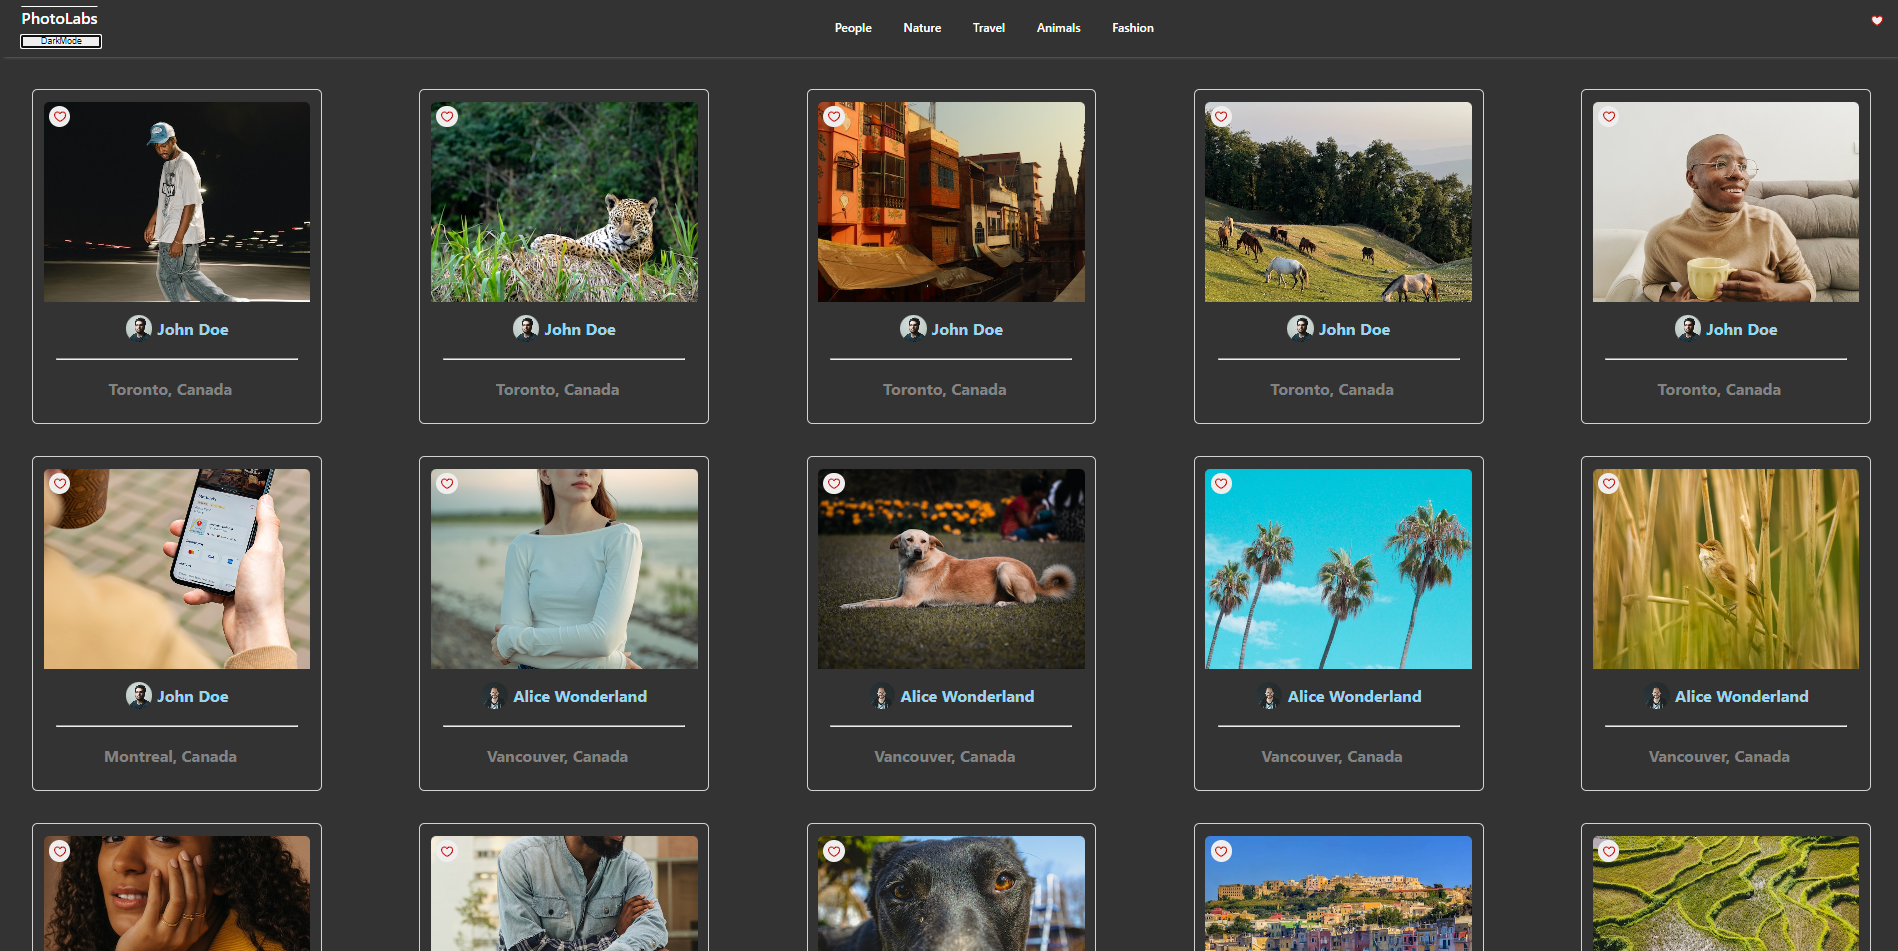 PhotoLabs
DarkMode
People Nature Travel Animals Fashion
John Doe John Doe John Doe John Doe John Doe
Toronto, Canada Toronto, Canada Toronto, Canada Toronto, Canada Toronto, Canada
John Doe Alice Wonderland Alice Wonderland Alice Wonderland Alice Wonderland
Montreal, Canada Vancouver, Canada Vancouver, Canada Vancouver, Canada Vancouver, Canada